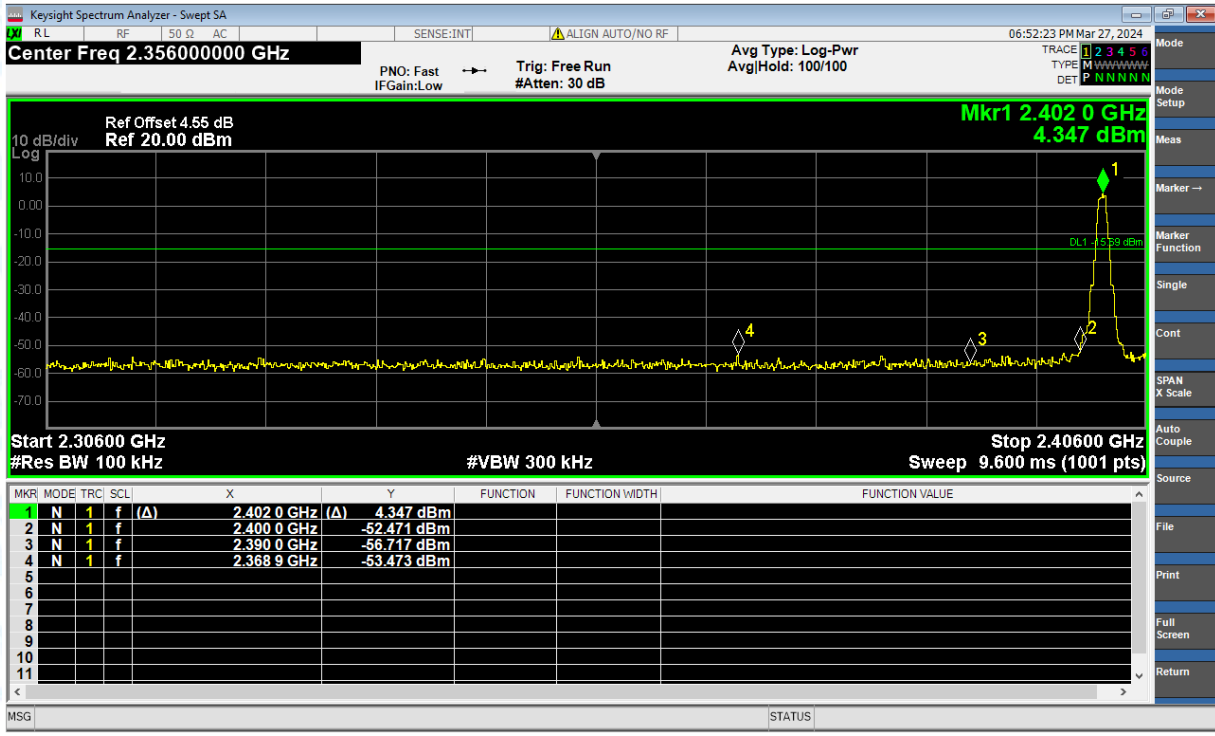 Keysight Spectrum Analyzer - Swept SA
LXI RL RF 50 Ω AC SENSE:INT ALIGN AUTO/NO RF 06:52:23 PM Mar 27, 2024
Center Freq 2.356000000 GHz
PNO: Fast
IFGain:Low
Trig: Free Run
#Atten: 30 dB
Avg Type: Log-Pwr
Avg|Hold: 100/100
TRACE 1 2 3 4 5 6
TYPE M WWWWW
DET P N N N N N
Mkr1 2.402 0 GHz
4.347 dBm
Ref Offset 4.55 dB
10 dB/div Ref 20.00 dBm
Log
10.0
0.00
-10.0
-20.0
-30.0
-40.0
-50.0
-60.0
-70.0
1
DL1 -15.69 dBm
4
3
2
Start 2.30600 GHz Stop 2.40600 GHz
#Res BW 100 kHz #VBW 300 kHz Sweep 9.600 ms (1001 pts)
MKR MODE TRC SCL X Y FUNCTION FUNCTION WIDTH FUNCTION VALUE
1 N 1 f (Δ) 2.402 0 GHz (Δ) 4.347 dBm
2 N 1 f 2.400 0 GHz -52.471 dBm
3 N 1 f 2.390 0 GHz -56.717 dBm
4 N 1 f 2.368 9 GHz -53.473 dBm
5
6
7
8
9
10
11
MSG STATUS
Mode
Mode
Setup
Meas
Marker →
Marker
Function
Single
Cont
SPAN
X Scale
Auto
Couple
Source
File
Print
Full
Screen
Return